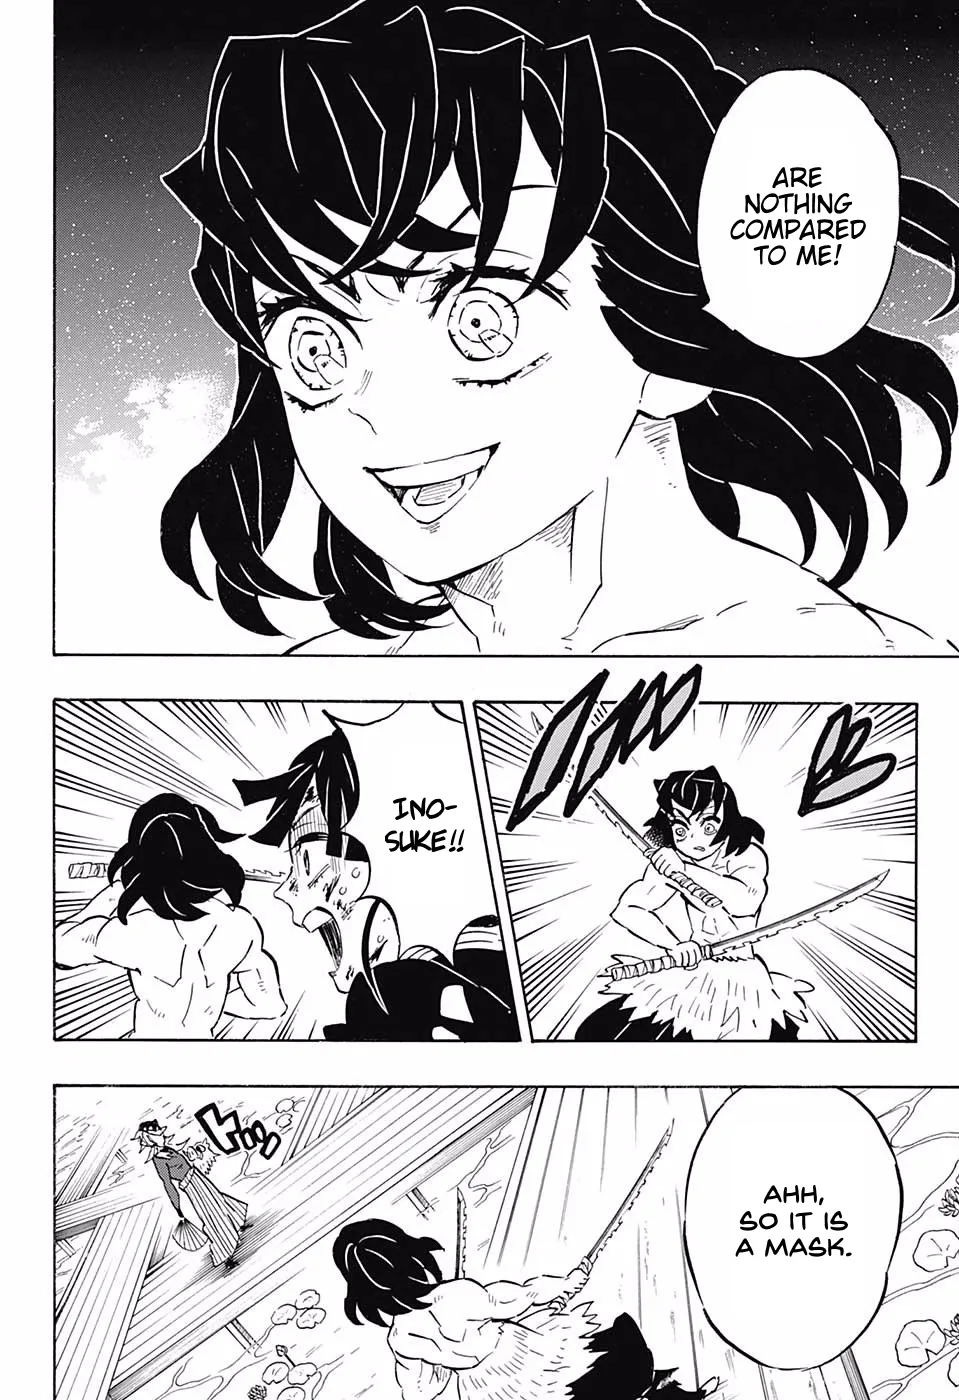 ARE
NOTHING
COMPARED
TO ME!
INO-
SUKE!!
AHH,
SO IT IS
A MASK.